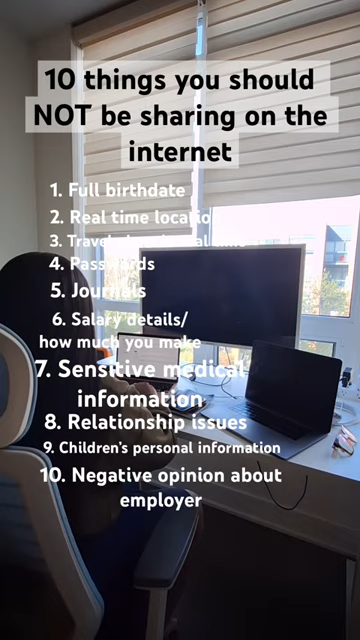 10 things you should
NOT be sharing on the
internet
1. Full birthdate
2. Real time location
3. Travel
4. Passwords
5. Journals
6. Salary details/
how much you make
7. Sensitive medical
information
8. Relationship issues
9. Children's personal information
10. Negative opinion about
employer